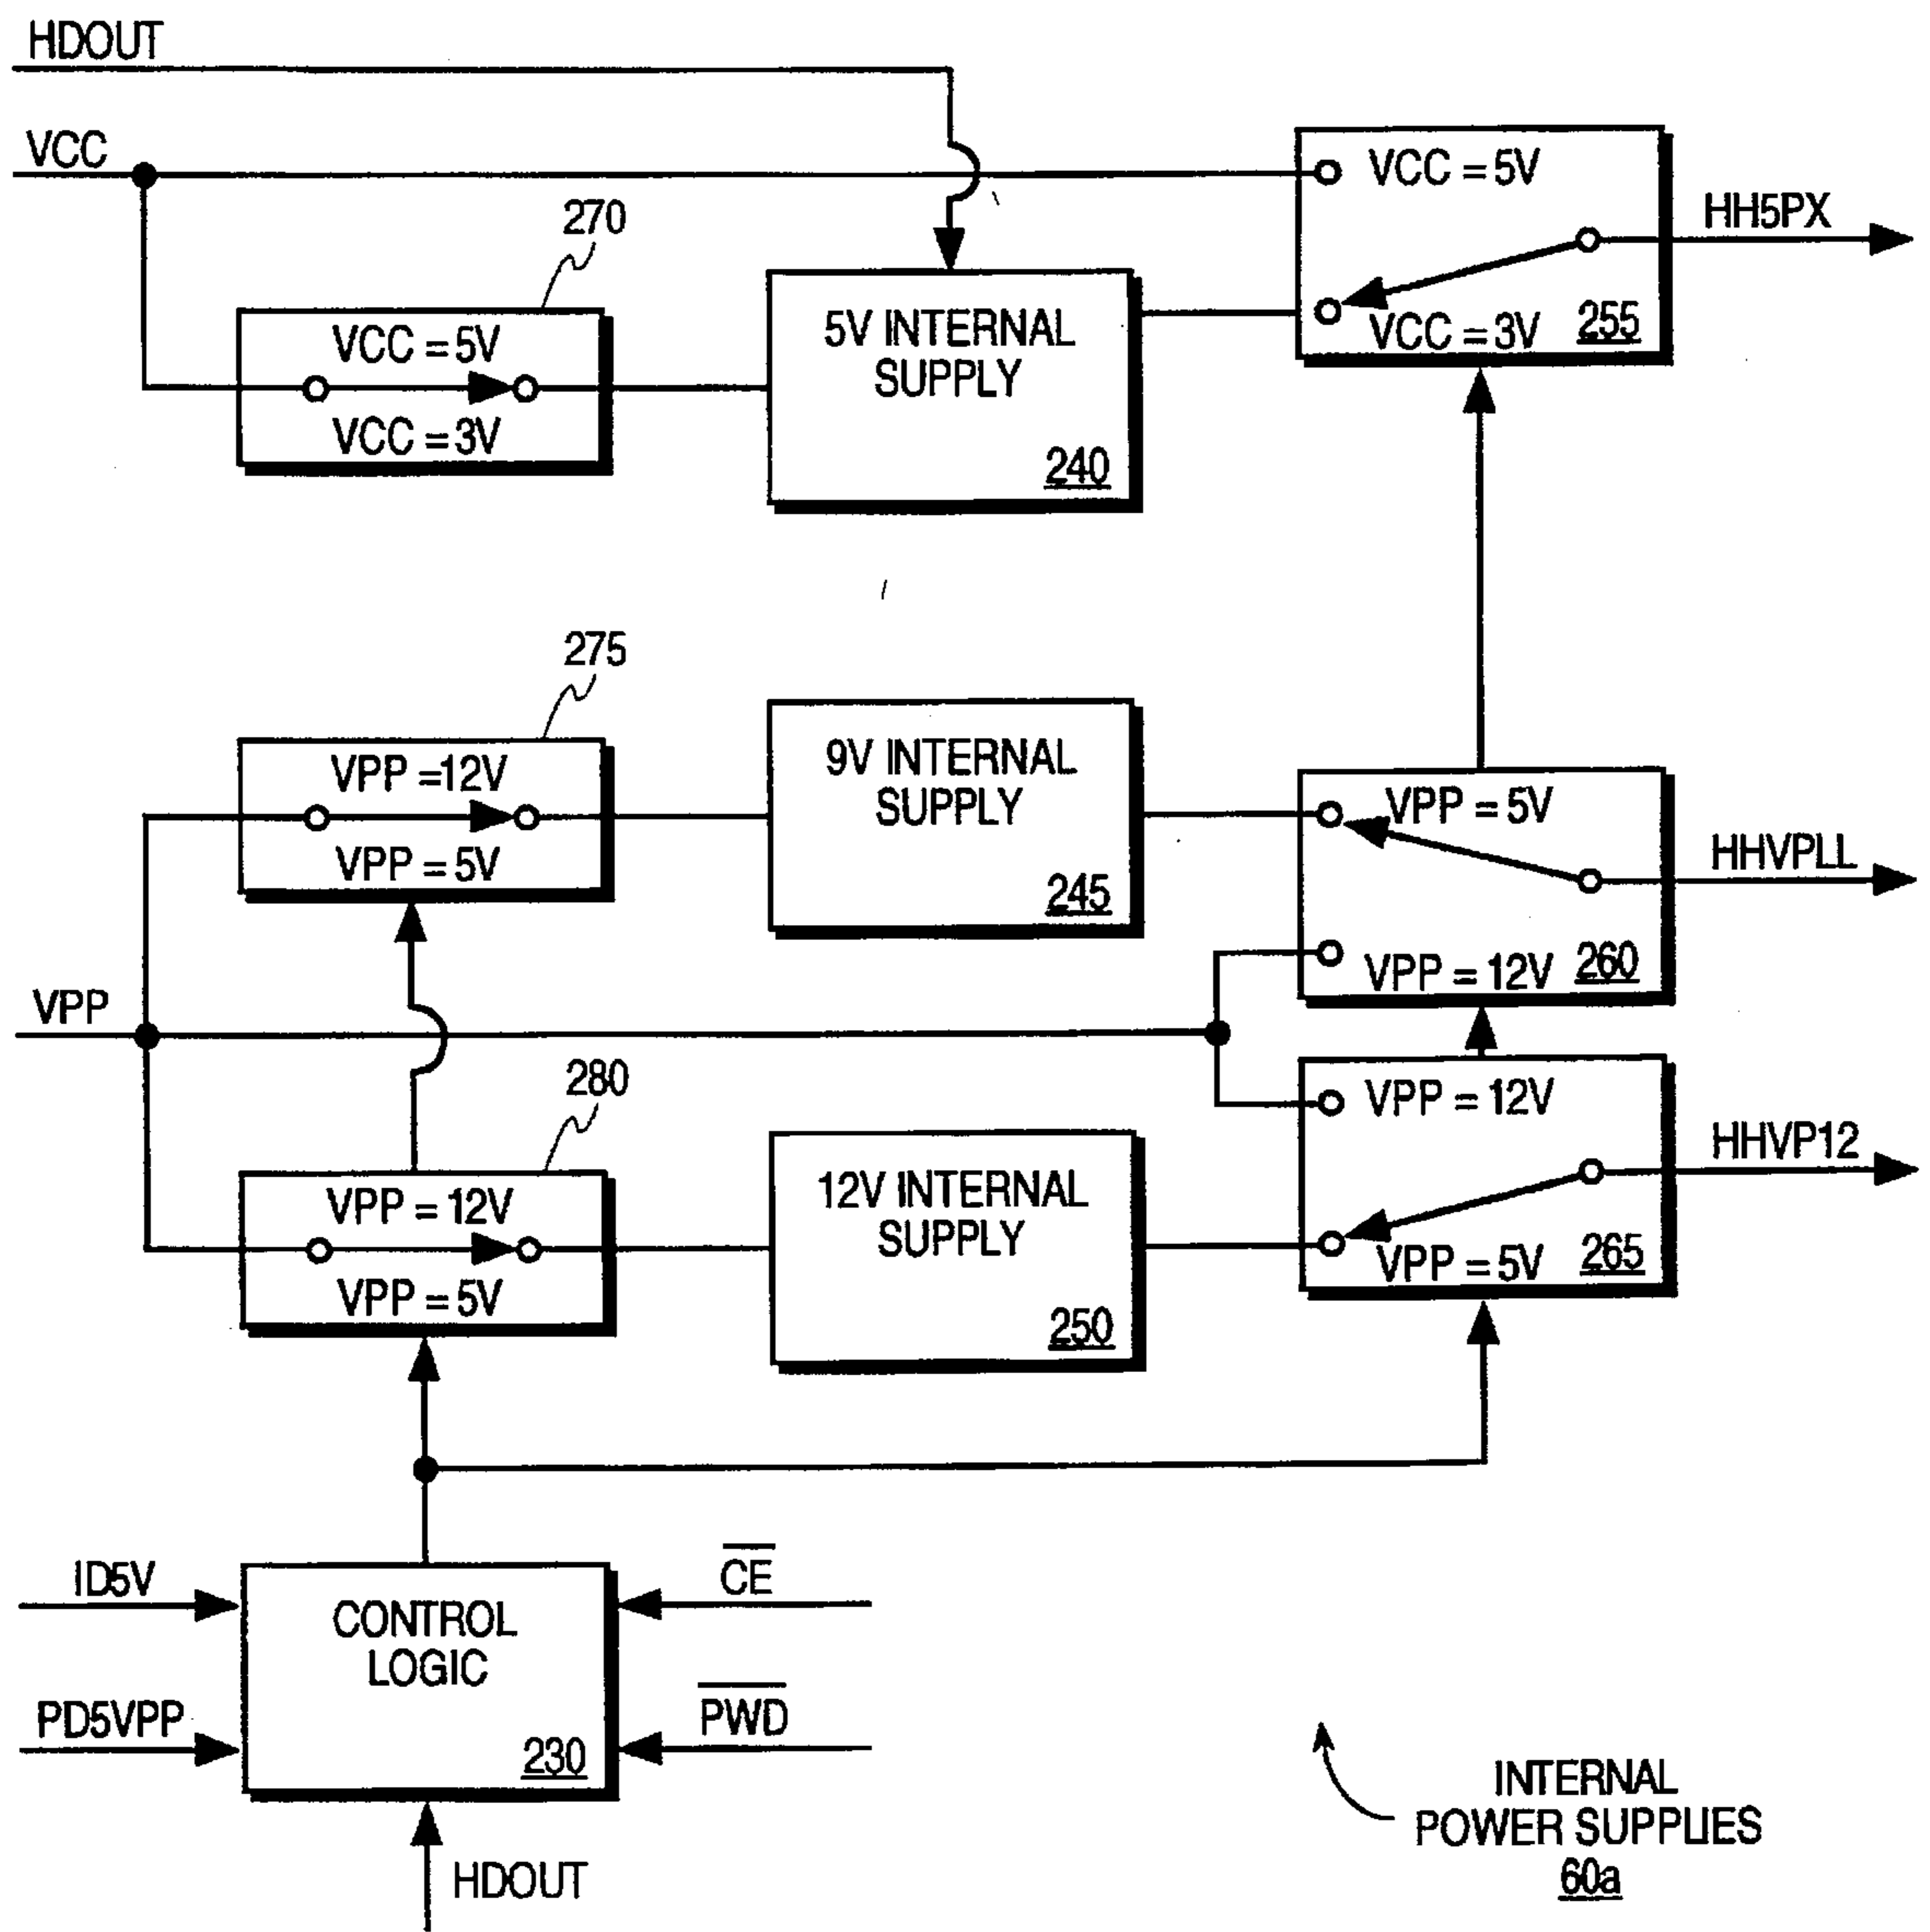 HDOUT
VCC
VCC = 5V
HH5PX
270
VCC = 5V
VCC = 3V
5V INTERNAL
SUPPLY
240
VCC = 3V
255
275
VPP =12V
VPP = 5V
9V INTERNAL
SUPPLY
245
VPP = 5V
HHVPLL
VPP = 12V
260
VPP
280
VPP = 12V
VPP = 5V
12V INTERNAL
SUPPLY
250
VPP = 12V
HHVP12
VPP = 5V
265
ID5V
CE
CONTROL
LOGIC
PD5VPP
PWD
230
HDOUT
INTERNAL
POWER SUPPLIES
60a